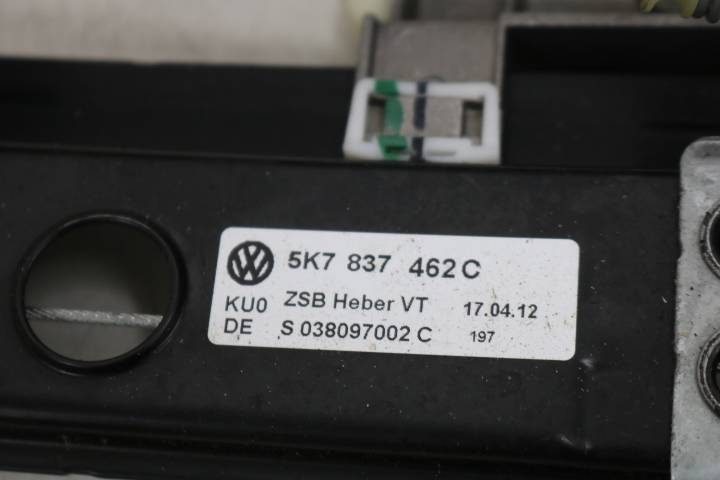 5K7 837 462 C
KU0 ZSB Heber VT 17.04.12
DE S 038097002 C 197